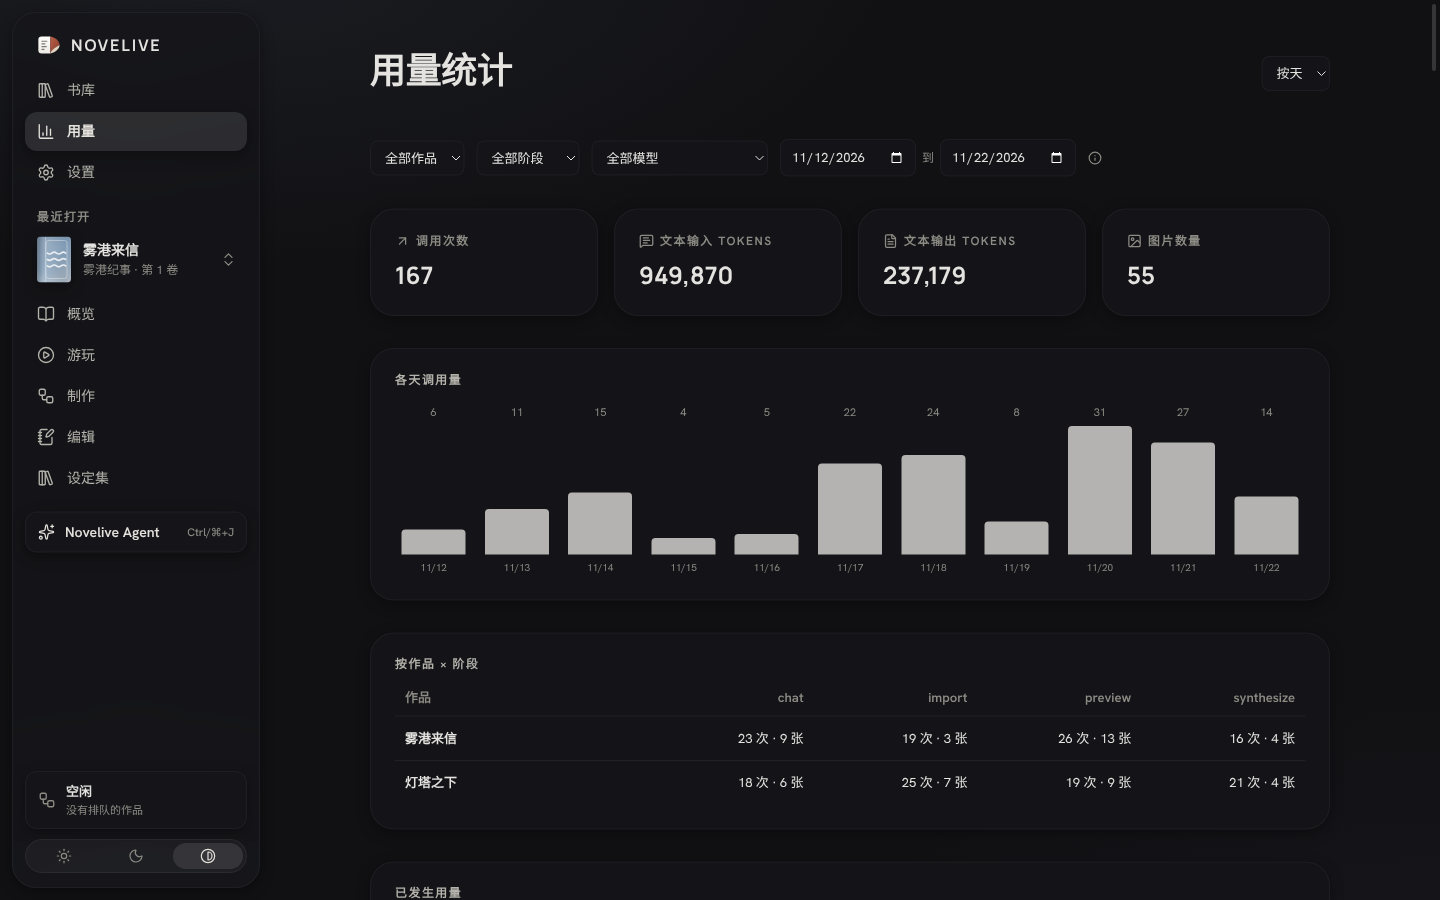 NOVELIVE
书库
用量
设置
最近打开
雾港来信
雾港纪事 · 第 1 卷
概览
游玩
制作
编辑
设定集
Novelive Agent Ctrl/⌘+J
空闲
没有排队的作品
用量统计
按天
全部作品 全部阶段 全部模型 11/12/2026 到 11/22/2026
调用次数
167
文本输入 TOKENS
949,870
文本输出 TOKENS
237,179
图片数量
55
各天调用量
6 11 15 4 5 22 24 8 31 27 14
11/12 11/13 11/14 11/15 11/16 11/17 11/18 11/19 11/20 11/21 11/22
按作品 × 阶段
作品 chat import preview synthesize
雾港来信 23 次 · 9 张 19 次 · 3 张 26 次 · 13 张 16 次 · 4 张
灯塔之下 18 次 · 6 张 25 次 · 7 张 19 次 · 9 张 21 次 · 4 张
已发生用量